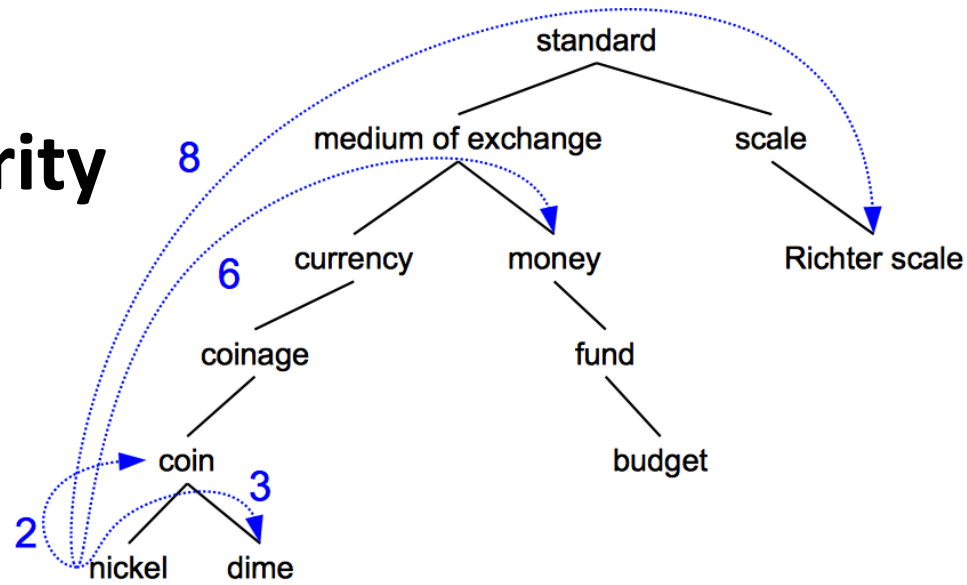 standard
rity
8
medium of exchange
scale
6
currency
money
Richter scale
coinage
fund
coin
3
budget
2
nickel
dime